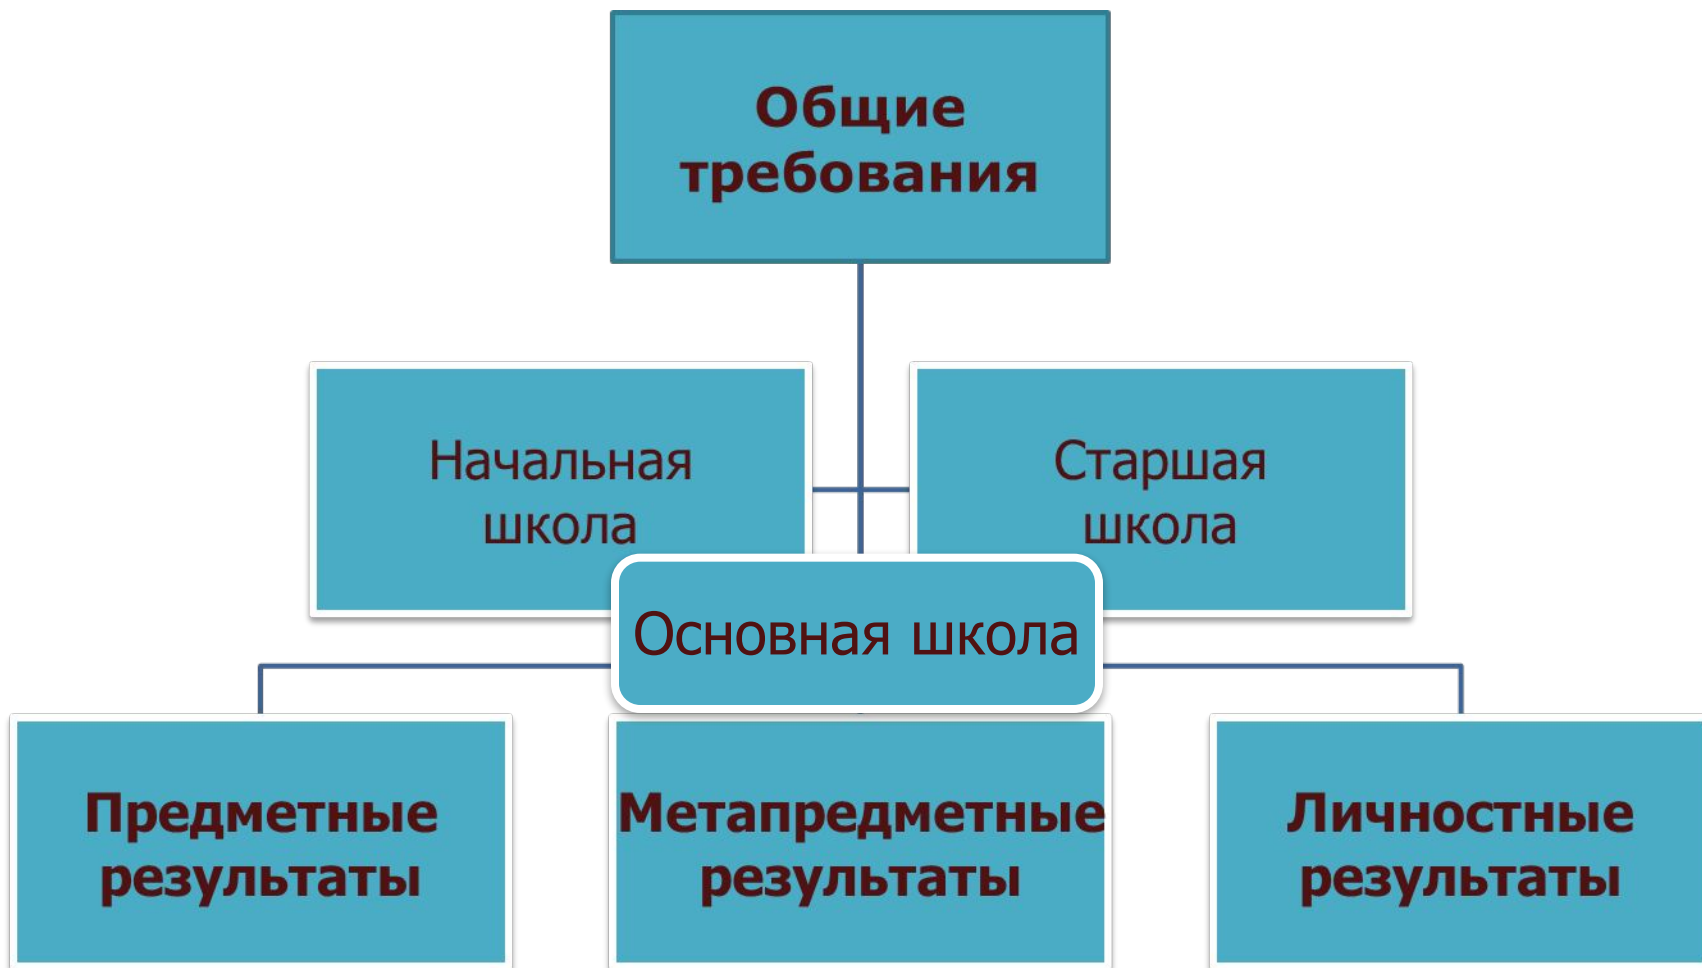 Общие
требования
Начальная
школа
Старшая
школа
Основная школа
Предметные
результаты
Метапредметные
результаты
Личностные
результаты